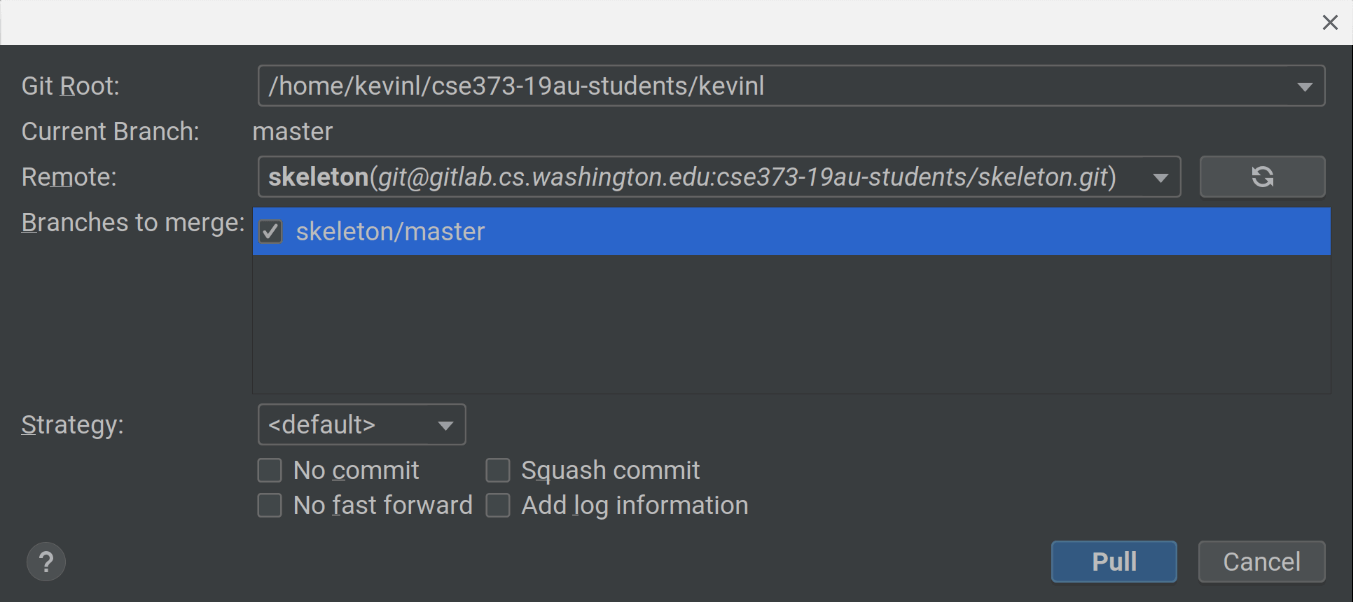 Git Root: /home/kevinl/cse373-19au-students/kevinl
Current Branch: master
Remote: skeleton(git@gitlab.cs.washington.edu:cse373-19au-students/skeleton.git)
Branches to merge: skeleton/master
Strategy: <default>
No commit Squash commit
No fast forward Add log information
? Pull Cancel